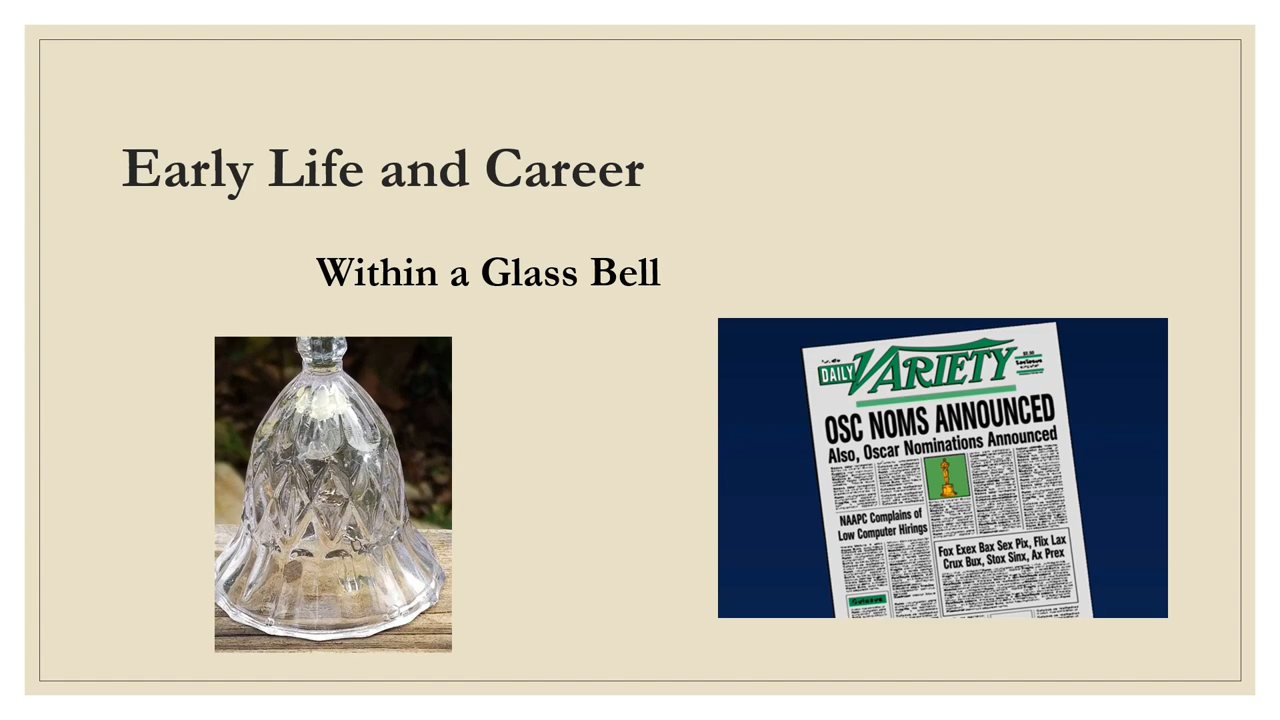 Early Life and Career
Within a Glass Bell
DAILY VARIETY
OSC NOMS ANNOUNCED
Also, Oscar Nominations Announced
NAAPC Complains of
Low Computer Hirings
Fox Exex Bax Sex Pix, Flix Lax
Crux Bux, Stox Sinx, Ax Prex